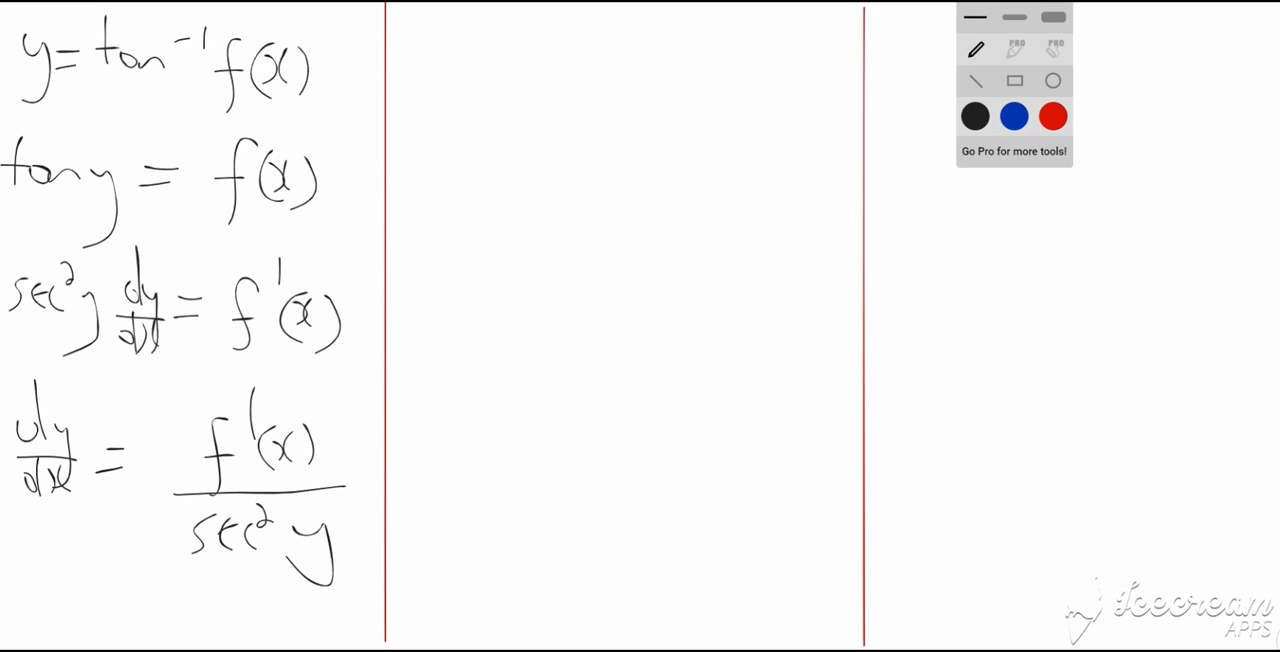 y = tan⁻¹ f(x)
tan y = f(x)
sec² y dy/dx = f'(x)
dy/dx = f'(x) / sec² y
PRO PRO
Go Pro for more tools!
Icecream
APPS